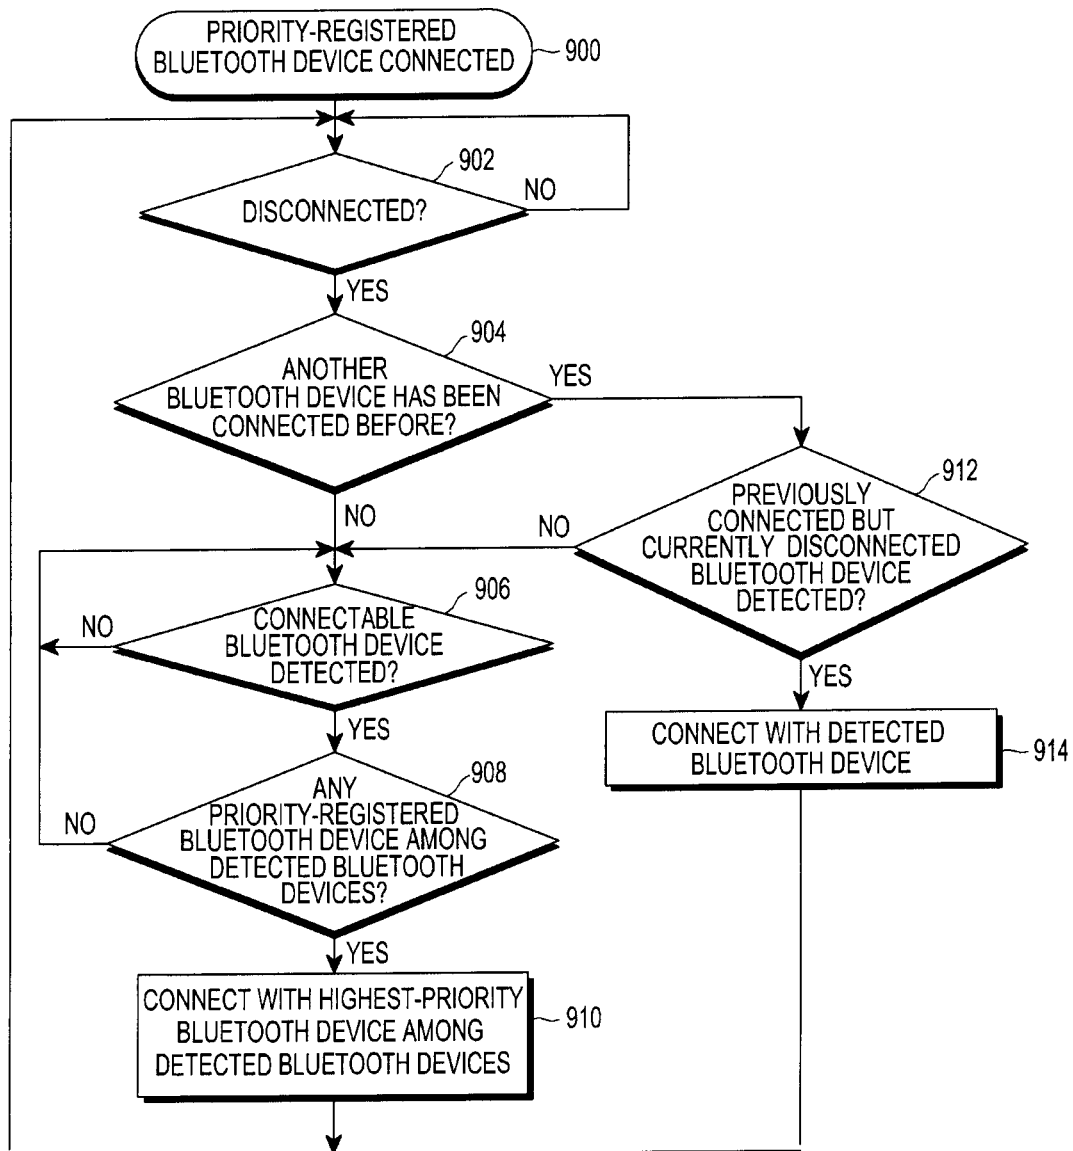 PRIORITY-REGISTERED
BLUETOOTH DEVICE CONNECTED
900
902
NO
DISCONNECTED?
YES
904
ANOTHER
BLUETOOTH DEVICE HAS BEEN
CONNECTED BEFORE?
YES
912
PREVIOUSLY
CONNECTED BUT
CURRENTLY DISCONNECTED
BLUETOOTH DEVICE
DETECTED?
NO
NO
906
CONNECTABLE
BLUETOOTH DEVICE
DETECTED?
NO
YES
YES
CONNECT WITH DETECTED
BLUETOOTH DEVICE
914
908
ANY
PRIORITY-REGISTERED
BLUETOOTH DEVICE AMONG
DETECTED BLUETOOTH
DEVICES?
NO
YES
CONNECT WITH HIGHEST-PRIORITY
BLUETOOTH DEVICE AMONG
DETECTED BLUETOOTH DEVICES
910